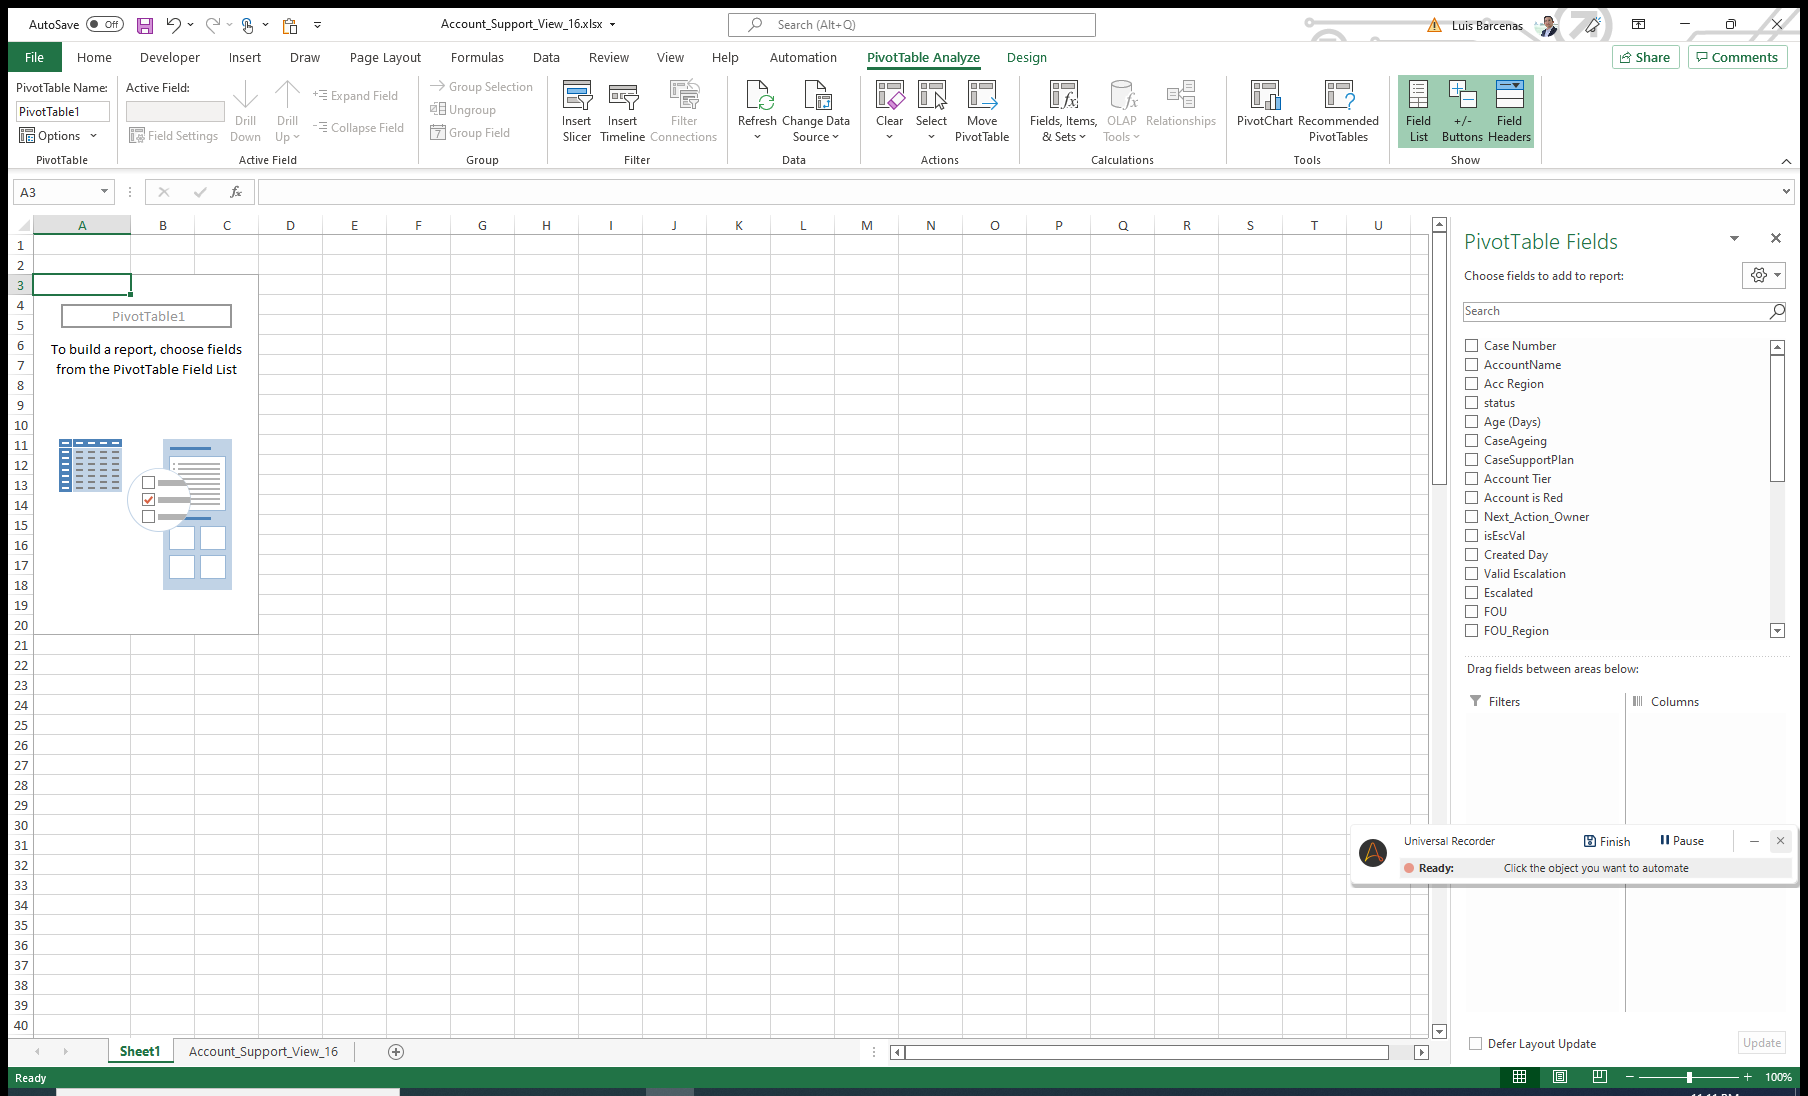 AutoSave Off
Account_Support_View_16.xlsx
Search (Alt+Q)
Luis Barcenas
File Home Developer Insert Draw Page Layout Formulas Data Review View Help Automation PivotTable Analyze Design
Share Comments
PivotTable Name:
PivotTable1
Options
PivotTable
Active Field:
Field Settings
Drill Down
Drill Up
Expand Field
Collapse Field
Active Field
Group Selection
Ungroup
Group Field
Group
Insert Slicer
Insert Timeline
Filter Connections
Filter
Refresh
Change Data Source
Data
Clear
Select
Move PivotTable
Actions
Fields, Items, & Sets
OLAP Tools
Relationships
Calculations
PivotChart
Recommended PivotTables
Tools
Field List
+/- Buttons
Field Headers
Show
A3
fx
A B C D E F G H I J K L M N O P Q R S T U
1
2
3
4
5
6
7
8
9
10
11
12
13
14
15
16
17
18
19
20
21
22
23
24
25
26
27
28
29
30
31
32
33
34
35
36
37
38
39
40
PivotTable1
To build a report, choose fields
from the PivotTable Field List
PivotTable Fields
Choose fields to add to report:
Search
Case Number
AccountName
Acc Region
status
Age (Days)
CaseAgeing
CaseSupportPlan
Account Tier
Account is Red
Next_Action_Owner
isEscVal
Created Day
Valid Escalation
Escalated
FOU
FOU_Region
Drag fields between areas below:
Filters
Columns
Universal Recorder
Finish
Pause
Ready: Click the object you want to automate
Defer Layout Update
Update
Sheet1
Account_Support_View_16
Ready
100%